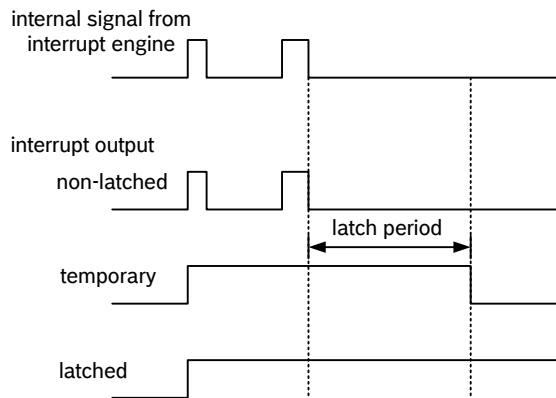 internal signal from
interrupt engine
interrupt output
non-latched
latch period
temporary
latched